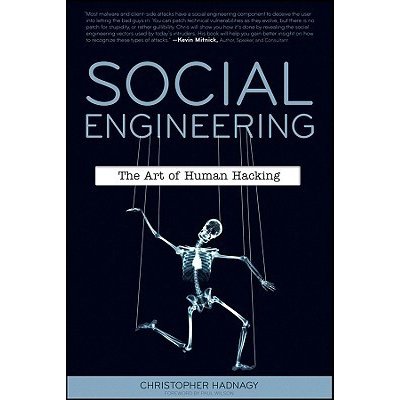 "Most malware and client-side attacks have a social engineering component to deceive the user
into letting the bad guys in. You can patch technical vulnerabilities as they evolve, but there is no
patch for stupidity, or rather gullibility. Chris will show you how it's done by revealing the social
engineering vectors used by today's intruders. His book will help you gain better insight on how
to recognize these types of attacks." —Kevin Mitnick, Author, Speaker, and Consultant
SOCIAL
ENGINEERING
The Art of Human Hacking
CHRISTOPHER HADNAGY
FOREWORD BY PAUL WILSON